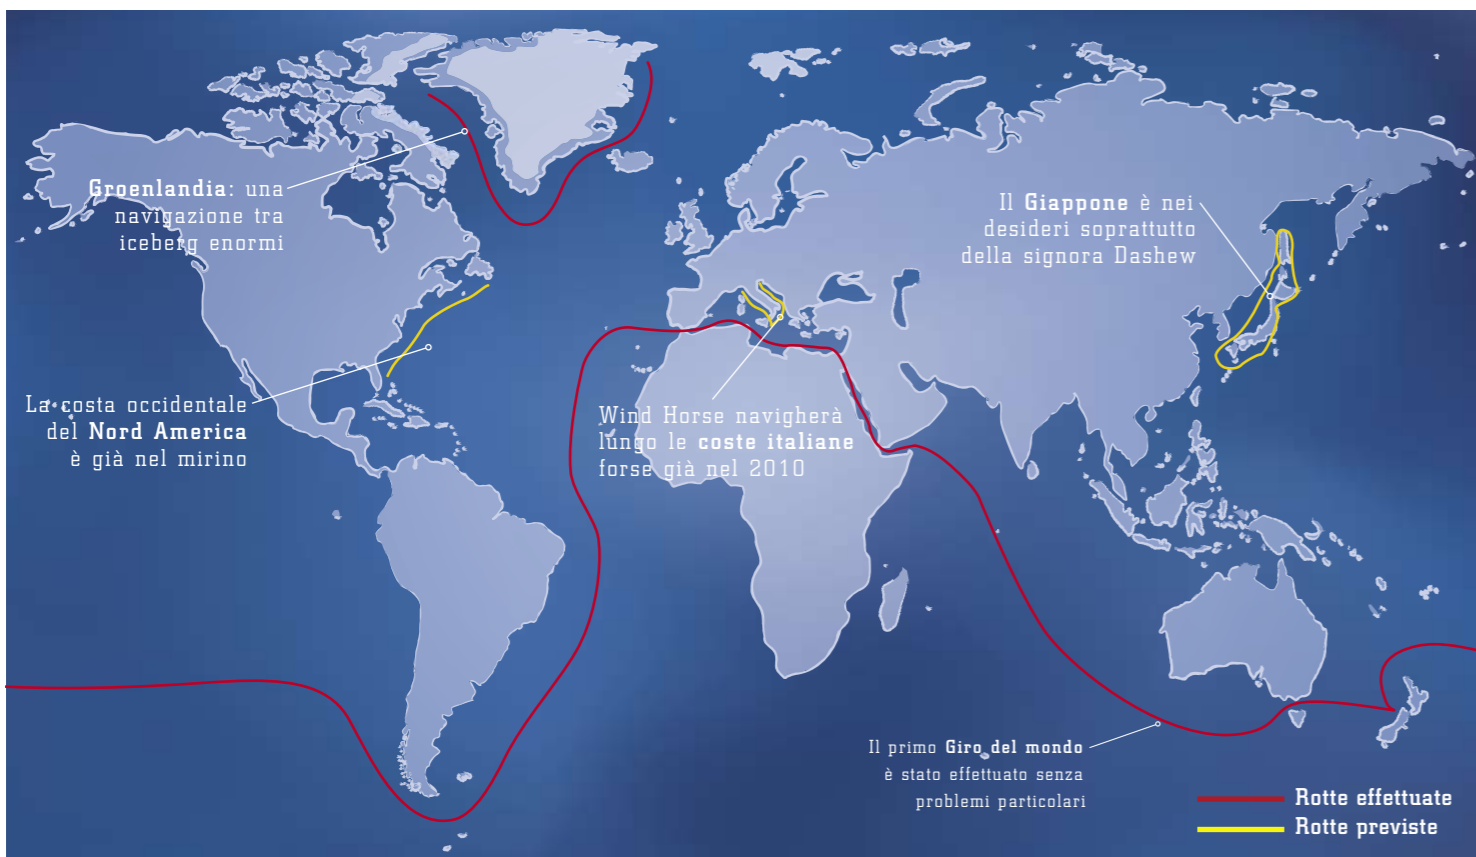 Groenlandia: una
navigazione tra
iceberg enormi
Il Giappone è nei
desideri soprattutto
della signora Dashew
La costa occidentale
del Nord America
è già nel mirino
Wind Horse navigherà
lungo le coste italiane
forse già nel 2010
Il primo Giro del mondo
è stato effettuato senza
problemi particolari
Rotte effettuate
Rotte previste